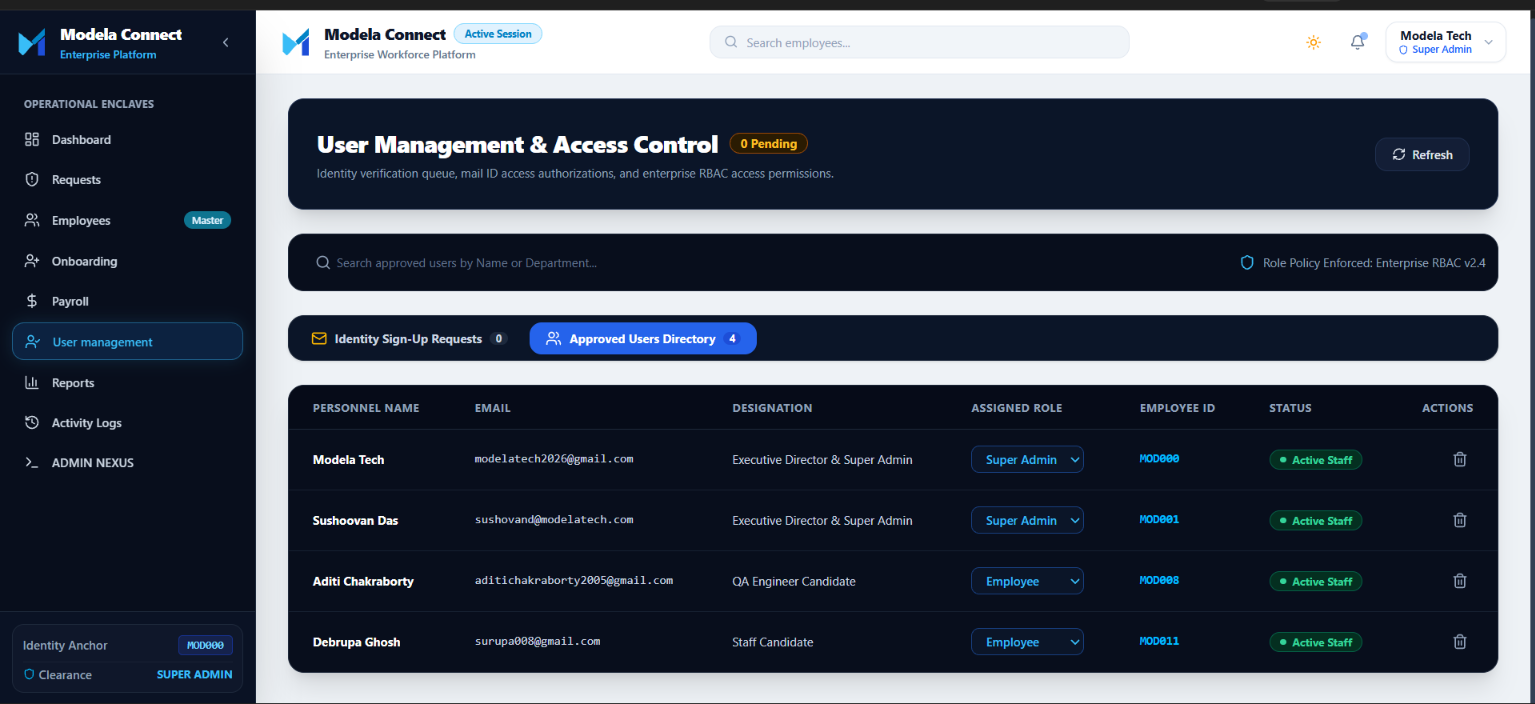 Modela Connect
Enterprise Platform
OPERATIONAL ENCLAVES
Dashboard
Requests
Employees Master
Onboarding
Payroll
User management
Reports
Activity Logs
ADMIN NEXUS
Identity Anchor MOD000
Clearance SUPER ADMIN
Modela Connect Active Session
Enterprise Workforce Platform
Search employees...
Modela Tech
Super Admin
User Management & Access Control 0 Pending
Identity verification queue, mail ID access authorizations, and enterprise RBAC access permissions.
Refresh
Search approved users by Name or Department...
Role Policy Enforced: Enterprise RBAC v2.4
Identity Sign-Up Requests 0 Approved Users Directory 4
PERSONNEL NAME EMAIL DESIGNATION ASSIGNED ROLE EMPLOYEE ID STATUS ACTIONS
Modela Tech modelatech2026@gmail.com Executive Director & Super Admin Super Admin MOD000 Active Staff
Sushoovan Das sushovand@modelatech.com Executive Director & Super Admin Super Admin MOD001 Active Staff
Aditi Chakraborty aditichakraborty2005@gmail.com QA Engineer Candidate Employee MOD008 Active Staff
Debrupa Ghosh surupa008@gmail.com Staff Candidate Employee MOD011 Active Staff